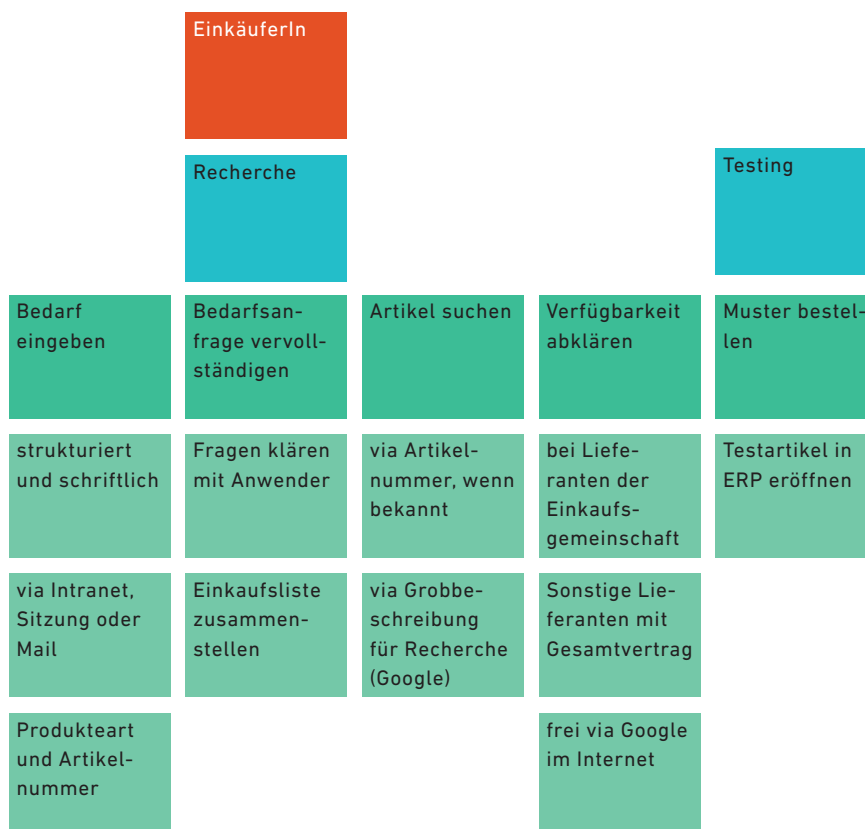 EinkäuferIn
Recherche
Testing
Bedarf
eingeben
Bedarfsan-
frage vervoll-
ständigen
Artikel suchen
Verfügbarkeit
abklären
Muster bestel-
len
strukturiert
und schriftlich
Fragen klären
mit Anwender
via Artikel-
nummer, wenn
bekannt
bei Liefe-
ranten der
Einkaufs-
gemeinschaft
Testartikel in
ERP eröffnen
via Intranet,
Sitzung oder
Mail
Einkaufsliste
zusammen-
stellen
via Grobbe-
schreibung
für Recherche
(Google)
Sonstige Lie-
feranten mit
Gesamtvertrag
Produkteart
und Artikel-
nummer
frei via Google
im Internet